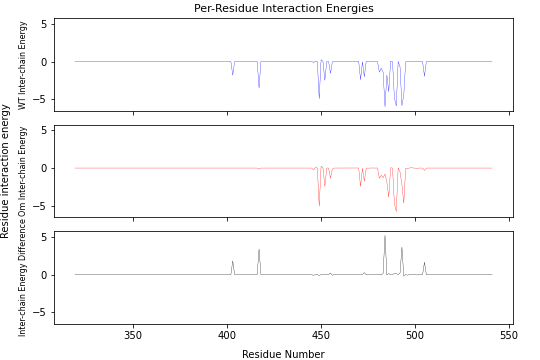 Per-Residue Interaction Energies
Residue interaction energy
WT Inter-chain Energy
5
0
−5
Om Inter-chain Energy
5
0
−5
Inter-chain Energy Difference
5
0
−5
350
400
450
500
550
Residue Number